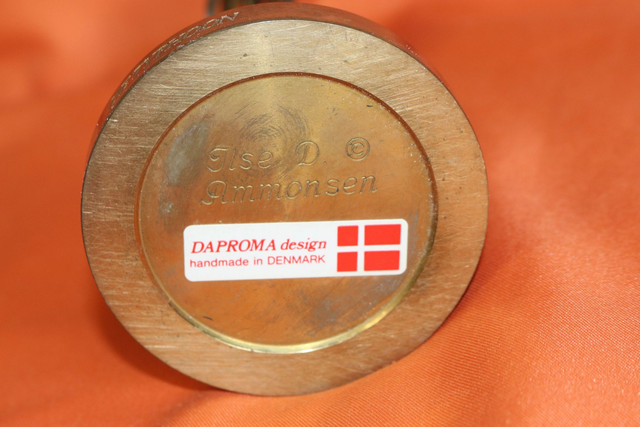 Ilse D. ©
Ammonsen
DAPROMA design
handmade in DENMARK